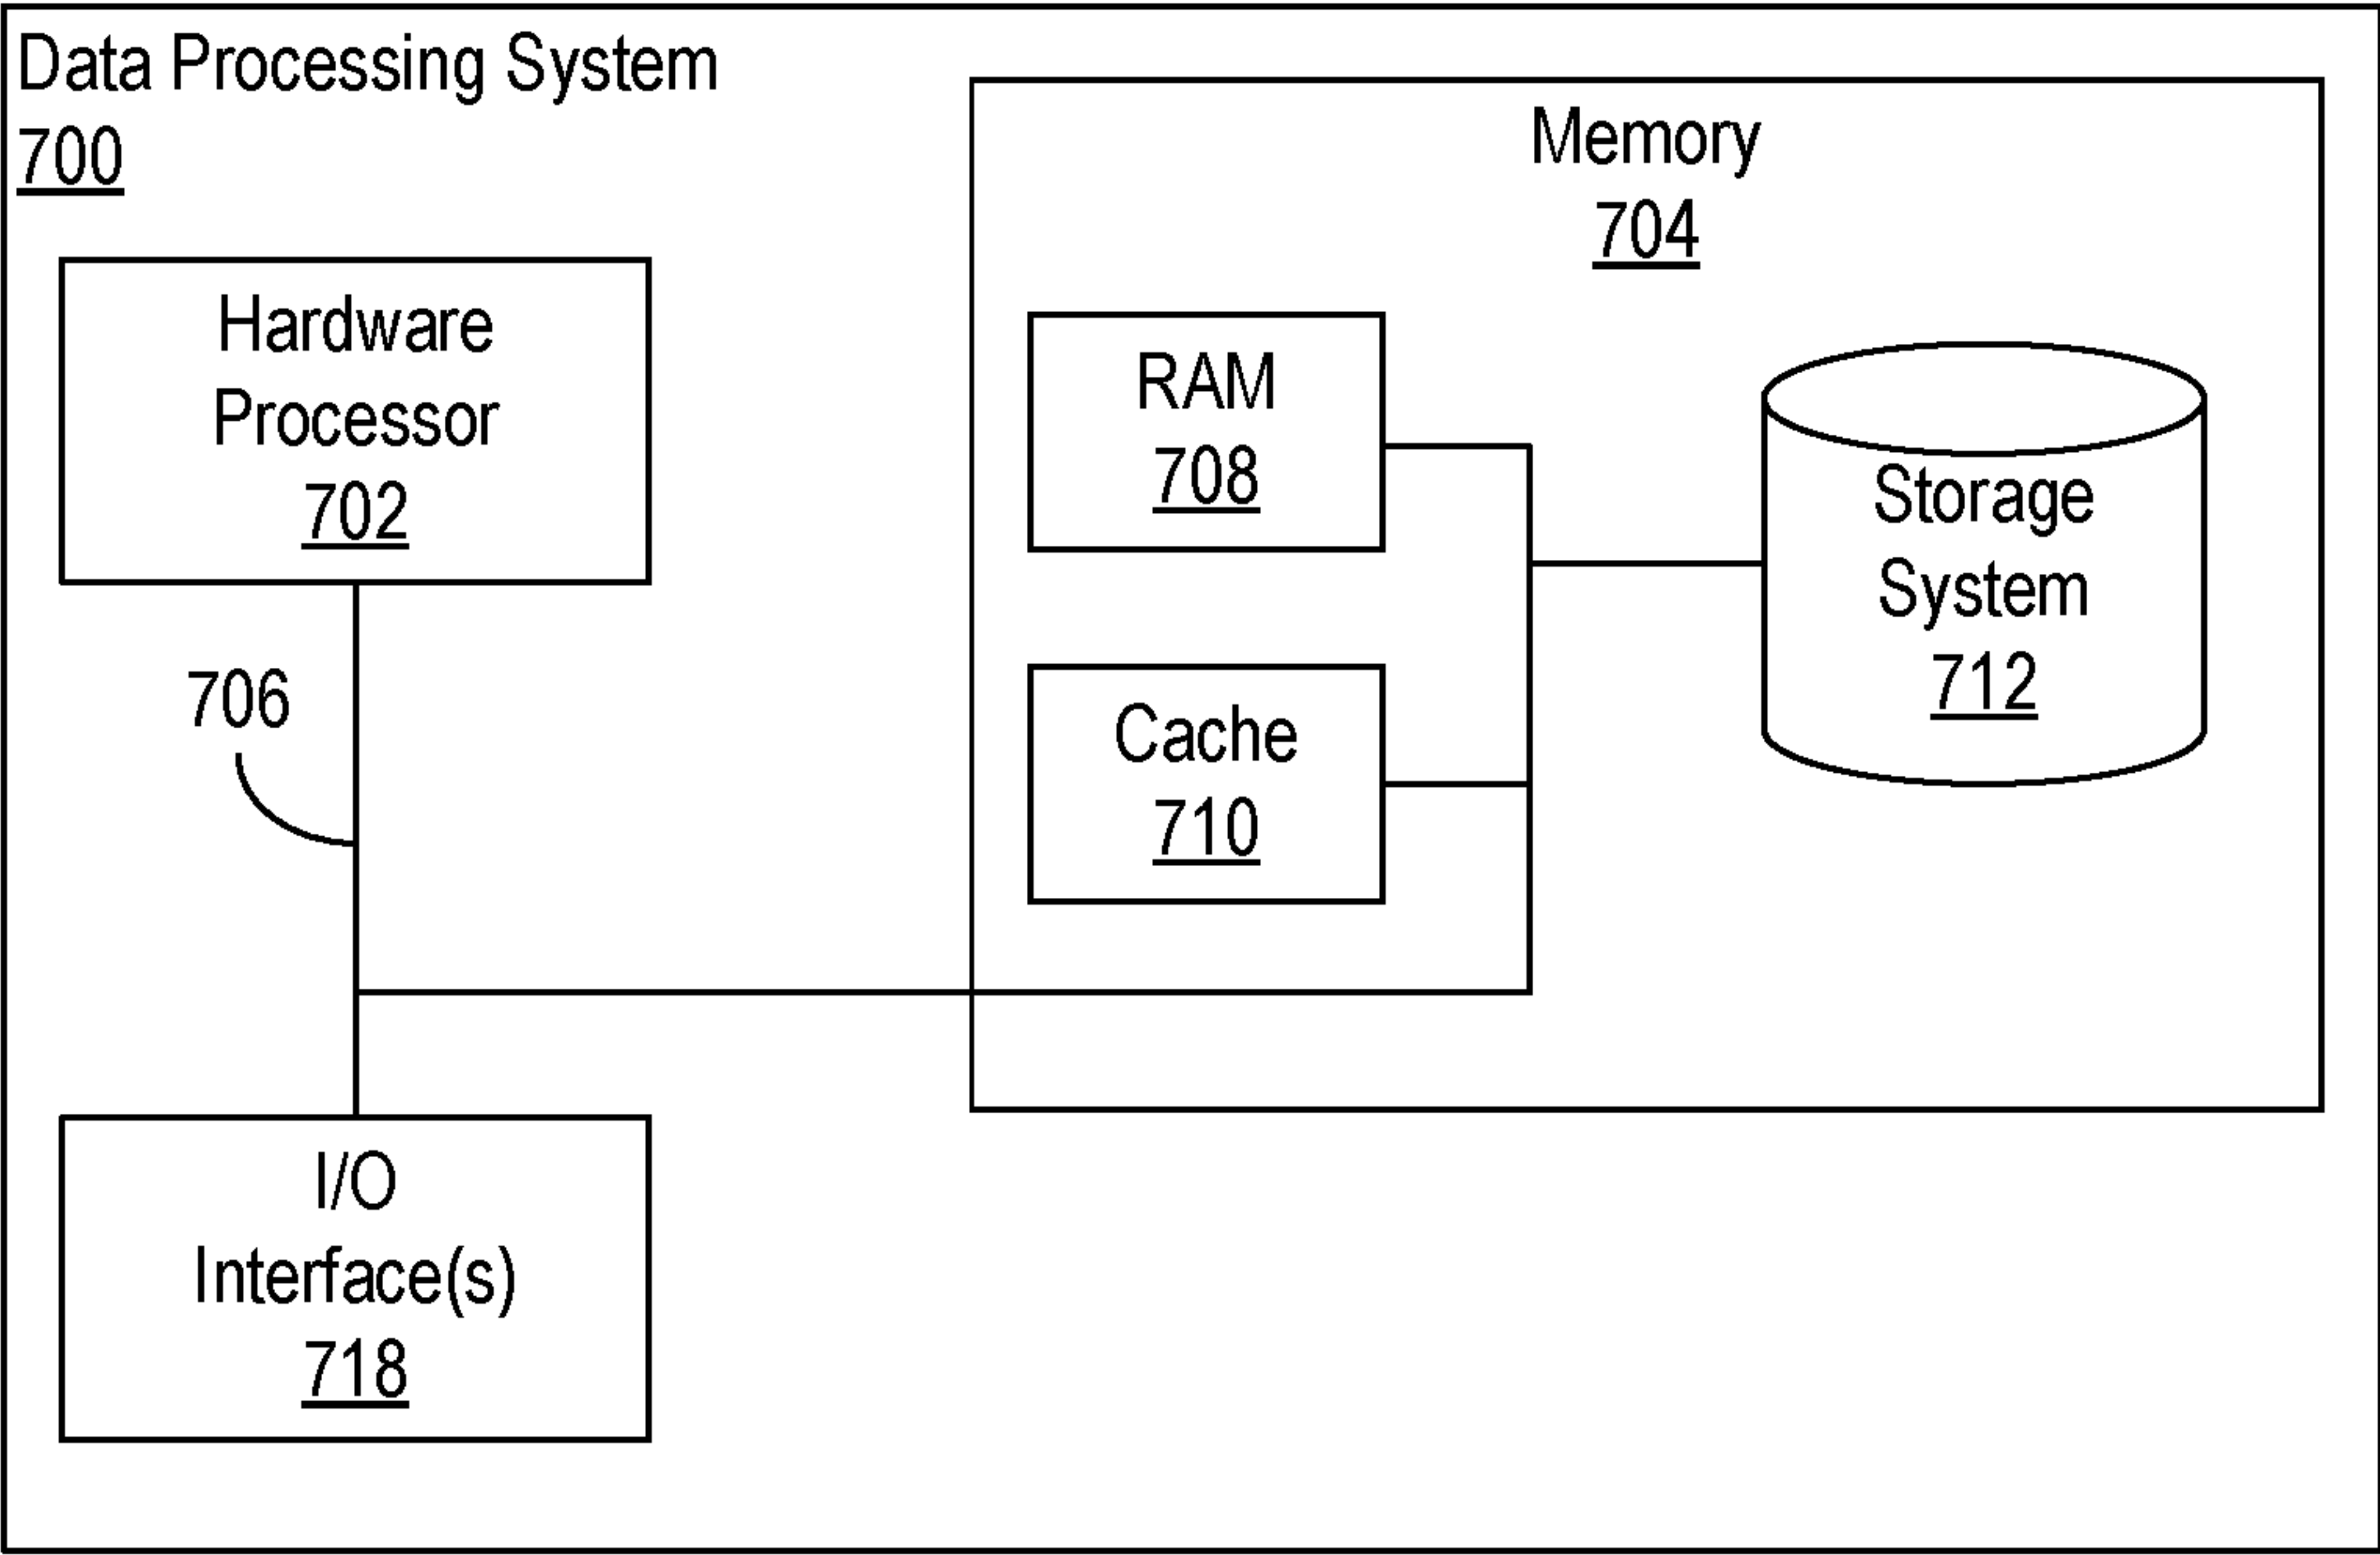 Data Processing System
700
Hardware
Processor
702
706
I/O
Interface(s)
718
Memory
704
RAM
708
Cache
710
Storage
System
712